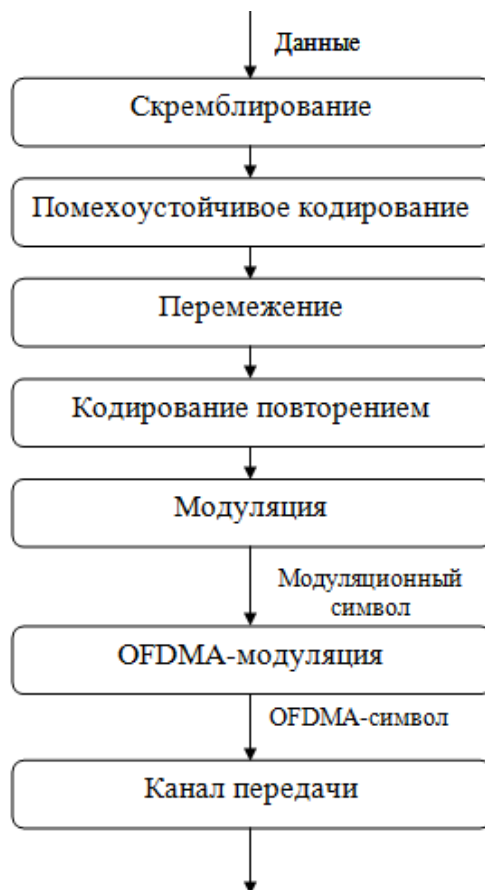 Данные
Скремблирование
Помехоустойчивое кодирование
Перемежение
Кодирование повторением
Модуляция
Модуляционный
символ
OFDMA-модуляция
OFDMA-символ
Канал передачи